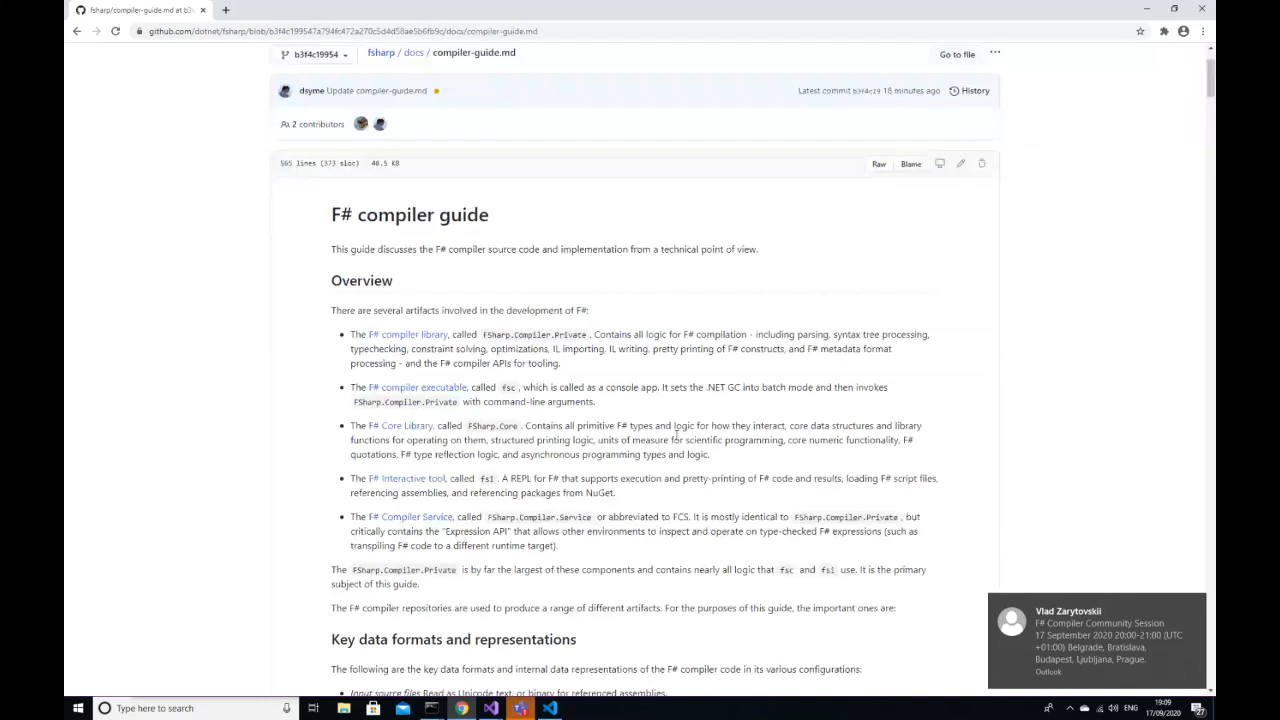 fsharp/compiler-guide.md at b3f
github.com/dotnet/fsharp/blob/b3f4c199547a794fc472a270c5d4d58ae5b6fb9c/docs/compiler-guide.md
b3f4c19954
fsharp / docs / compiler-guide.md
Go to file
dsyme Update compiler-guide.md
Latest commit b3f4c19 18 minutes ago
History
2 contributors
565 lines (373 sloc) 48.5 KB
Raw
Blame
F# compiler guide
This guide discusses the F# compiler source code and implementation from a technical point of view.
Overview
There are several artifacts involved in the development of F#:
• The F# compiler library, called FSharp.Compiler.Private. Contains all logic for F# compilation - including parsing, syntax tree processing,
typechecking, constraint solving, optimizations, IL importing. IL writing, pretty printing of F# constructs, and F# metadata format
processing - and the F# compiler APIs for tooling.
• The F# compiler executable, called fsc, which is called as a console app. It sets the .NET GC into batch mode and then invokes
FSharp.Compiler.Private with command-line arguments.
• The F# Core Library, called FSharp.Core. Contains all primitive F# types and logic for how they interact, core data structures and library
functions for operating on them, structured printing logic, units of measure for scientific programming, core numeric functionality, F#
quotations, F# type reflection logic, and asynchronous programming types and logic.
• The F# Interactive tool, called fsi. A REPL for F# that supports execution and pretty-printing of F# code and results, loading F# script files,
referencing assemblies, and referencing packages from NuGet.
• The F# Compiler Service, called FSharp.Compiler.Service or abbreviated to FCS. It is mostly identical to FSharp.Compiler.Private, but
critically contains the "Expression API" that allows other environments to inspect and operate on type-checked F# expressions (such as
transpiling F# code to a different runtime target).
The FSharp.Compiler.Private is by far the largest of these components and contains nearly all logic that fsc and fsi use. It is the primary
subject of this guide.
The F# compiler repositories are used to produce a range of different artifacts. For the purposes of this guide, the important ones are:
Key data formats and representations
The following are the key data formats and internal data representations of the F# compiler code in its various configurations:
• Input source files Read as Unicode text, or binary for referenced assemblies.
Vlad Zarytovskii
F# Compiler Community Session
17 September 2020 20:00-21:00 (UTC
+01:00) Belgrade, Bratislava,
Budapest, Ljubljana, Prague.
Outlook
Type here to search
ENG
19:09
17/09/2020
27